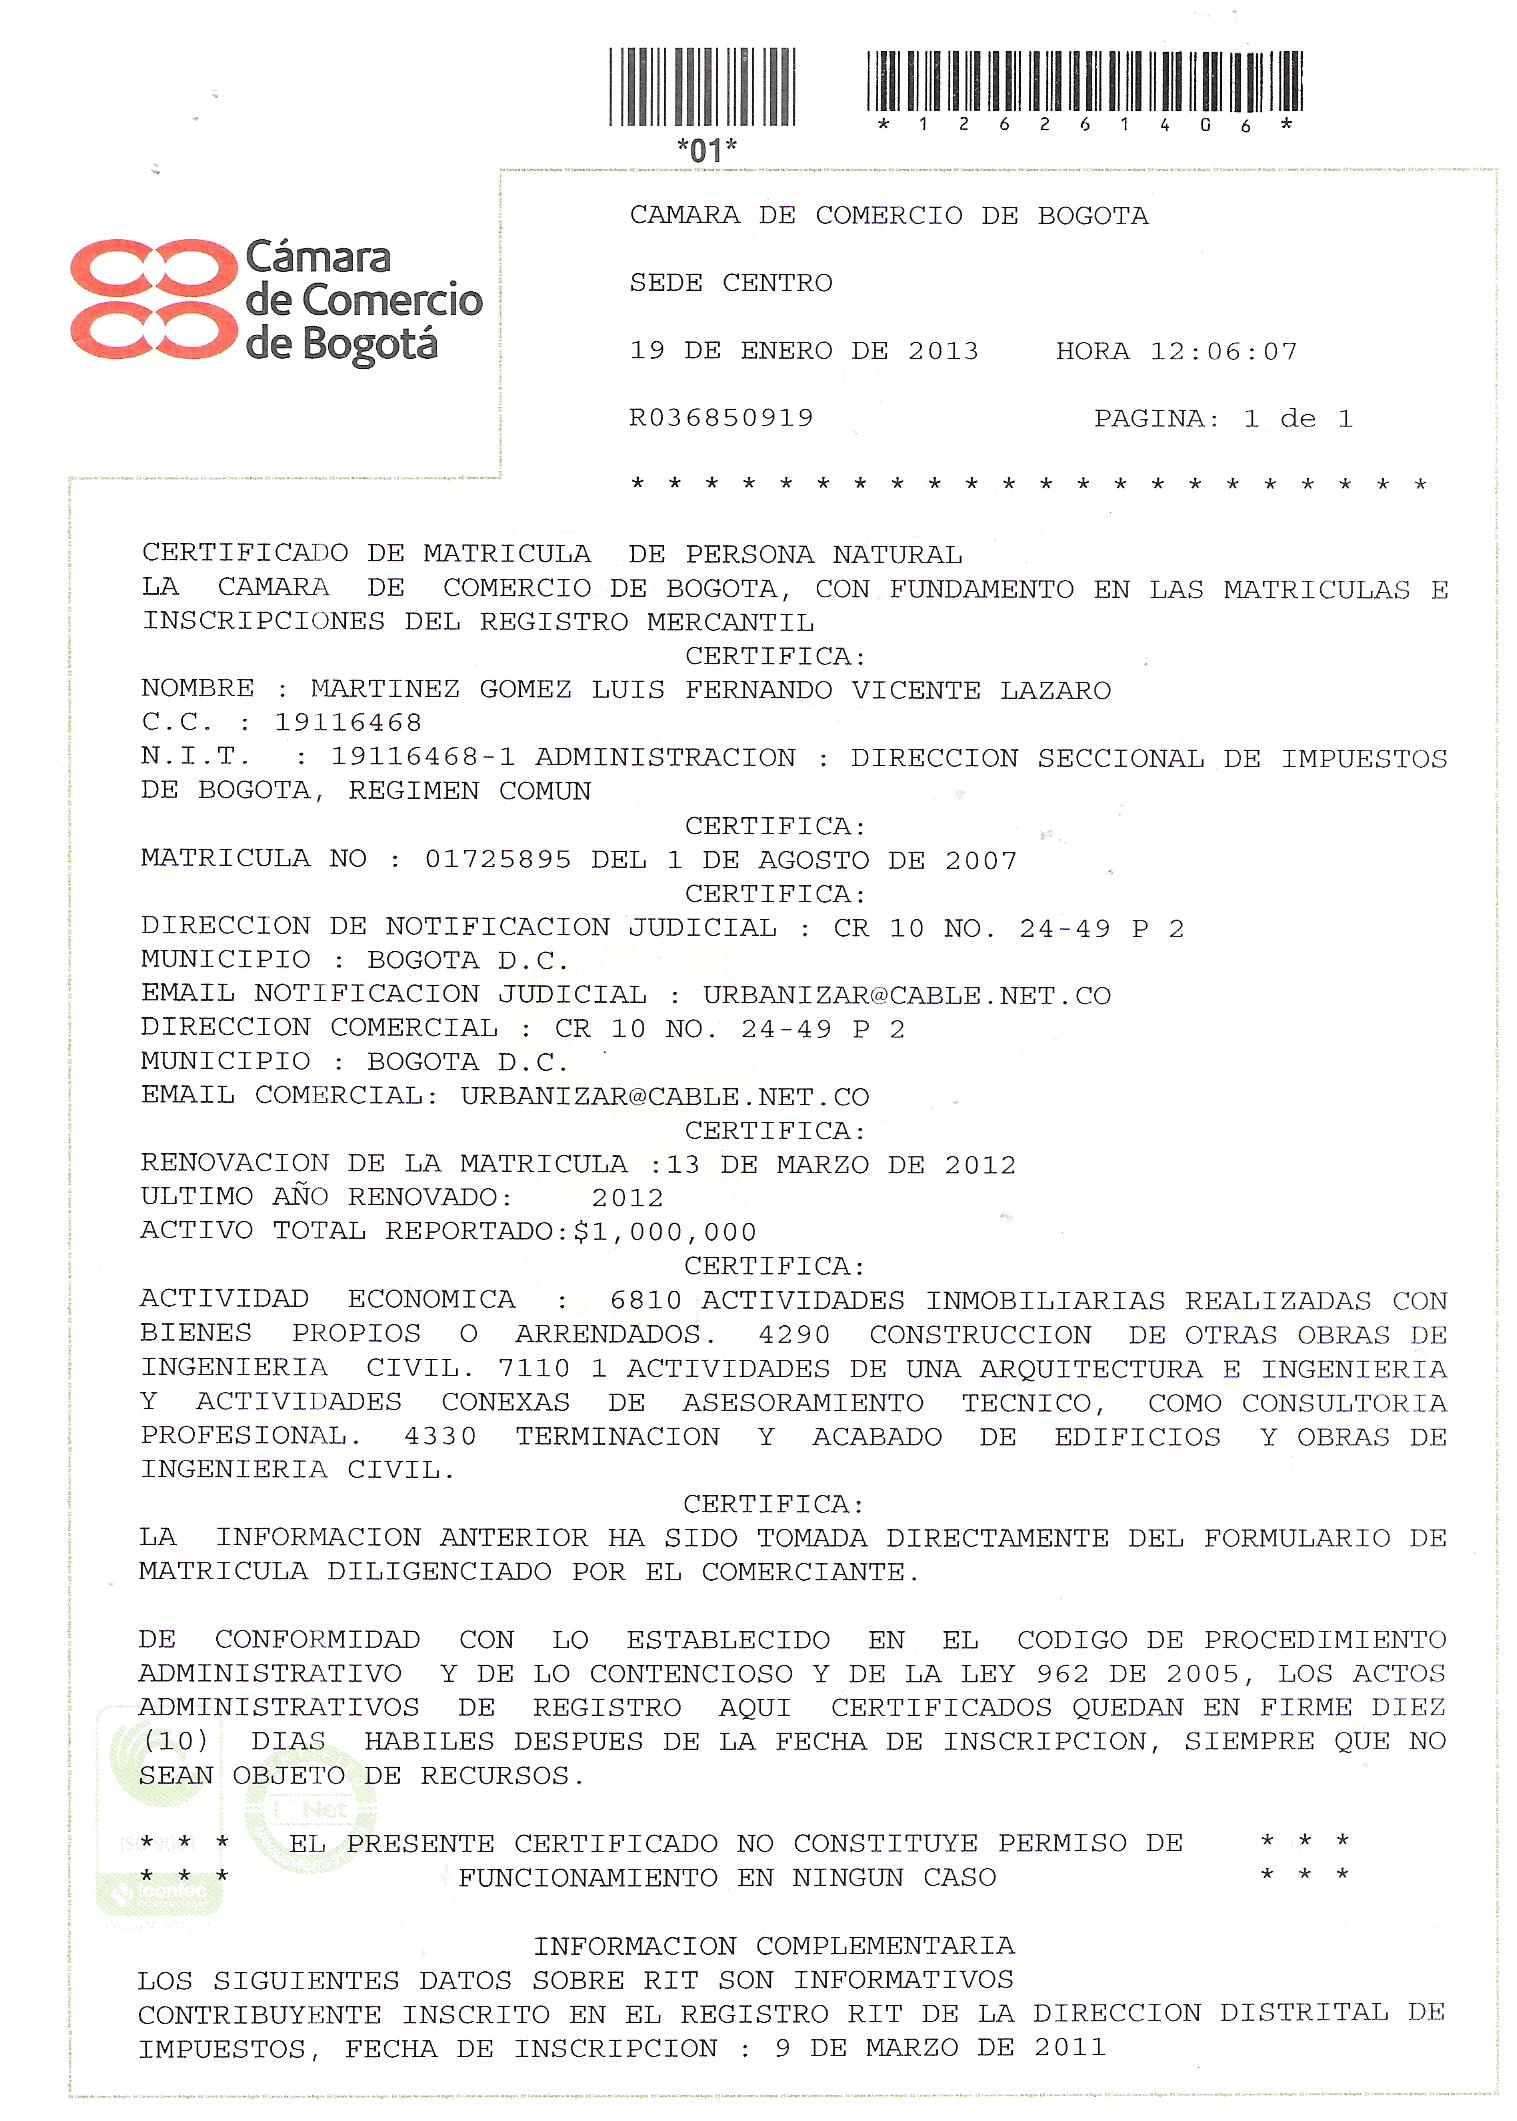 *01*
*126261406*
Cámara
de Comercio
de Bogotá
CAMARA DE COMERCIO DE BOGOTA
SEDE CENTRO
19 DE ENERO DE 2013 HORA 12:06:07
R036850919 PAGINA: 1 de 1
* * * * * * * * * * * * * * * * * * * * * *
CERTIFICADO DE MATRICULA DE PERSONA NATURAL
LA CAMARA DE COMERCIO DE BOGOTA, CON FUNDAMENTO EN LAS MATRICULAS E
INSCRIPCIONES DEL REGISTRO MERCANTIL
CERTIFICA:
NOMBRE : MARTINEZ GOMEZ LUIS FERNANDO VICENTE LAZARO
C.C. : 19116468
N.I.T. : 19116468-1 ADMINISTRACION : DIRECCION SECCIONAL DE IMPUESTOS
DE BOGOTA, REGIMEN COMUN
CERTIFICA:
MATRICULA NO : 01725895 DEL 1 DE AGOSTO DE 2007
CERTIFICA:
DIRECCION DE NOTIFICACION JUDICIAL : CR 10 NO. 24-49 P 2
MUNICIPIO : BOGOTA D.C.
EMAIL NOTIFICACION JUDICIAL : URBANIZAR@CABLE.NET.CO
DIRECCION COMERCIAL : CR 10 NO. 24-49 P 2
MUNICIPIO : BOGOTA D.C.
EMAIL COMERCIAL: URBANIZAR@CABLE.NET.CO
CERTIFICA:
RENOVACION DE LA MATRICULA :13 DE MARZO DE 2012
ULTIMO AÑO RENOVADO: 2012
ACTIVO TOTAL REPORTADO:$1,000,000
CERTIFICA:
ACTIVIDAD ECONOMICA : 6810 ACTIVIDADES INMOBILIARIAS REALIZADAS CON
BIENES PROPIOS O ARRENDADOS. 4290 CONSTRUCCION DE OTRAS OBRAS DE
INGENIERIA CIVIL. 7110 1 ACTIVIDADES DE UNA ARQUITECTURA E INGENIERIA
Y ACTIVIDADES CONEXAS DE ASESORAMIENTO TECNICO, COMO CONSULTORIA
PROFESIONAL. 4330 TERMINACION Y ACABADO DE EDIFICIOS Y OBRAS DE
INGENIERIA CIVIL.
CERTIFICA:
LA INFORMACION ANTERIOR HA SIDO TOMADA DIRECTAMENTE DEL FORMULARIO DE
MATRICULA DILIGENCIADO POR EL COMERCIANTE.
DE CONFORMIDAD CON LO ESTABLECIDO EN EL CODIGO DE PROCEDIMIENTO
ADMINISTRATIVO Y DE LO CONTENCIOSO Y DE LA LEY 962 DE 2005, LOS ACTOS
ADMINISTRATIVOS DE REGISTRO AQUI CERTIFICADOS QUEDAN EN FIRME DIEZ
(10) DIAS HABILES DESPUES DE LA FECHA DE INSCRIPCION, SIEMPRE QUE NO
SEAN OBJETO DE RECURSOS.
* * * EL PRESENTE CERTIFICADO NO CONSTITUYE PERMISO DE * * *
* * * FUNCIONAMIENTO EN NINGUN CASO * * *
ISO 9001
icontec
INFORMACION COMPLEMENTARIA
LOS SIGUIENTES DATOS SOBRE RIT SON INFORMATIVOS
CONTRIBUYENTE INSCRITO EN EL REGISTRO RIT DE LA DIRECCION DISTRITAL DE
IMPUESTOS, FECHA DE INSCRIPCION : 9 DE MARZO DE 2011